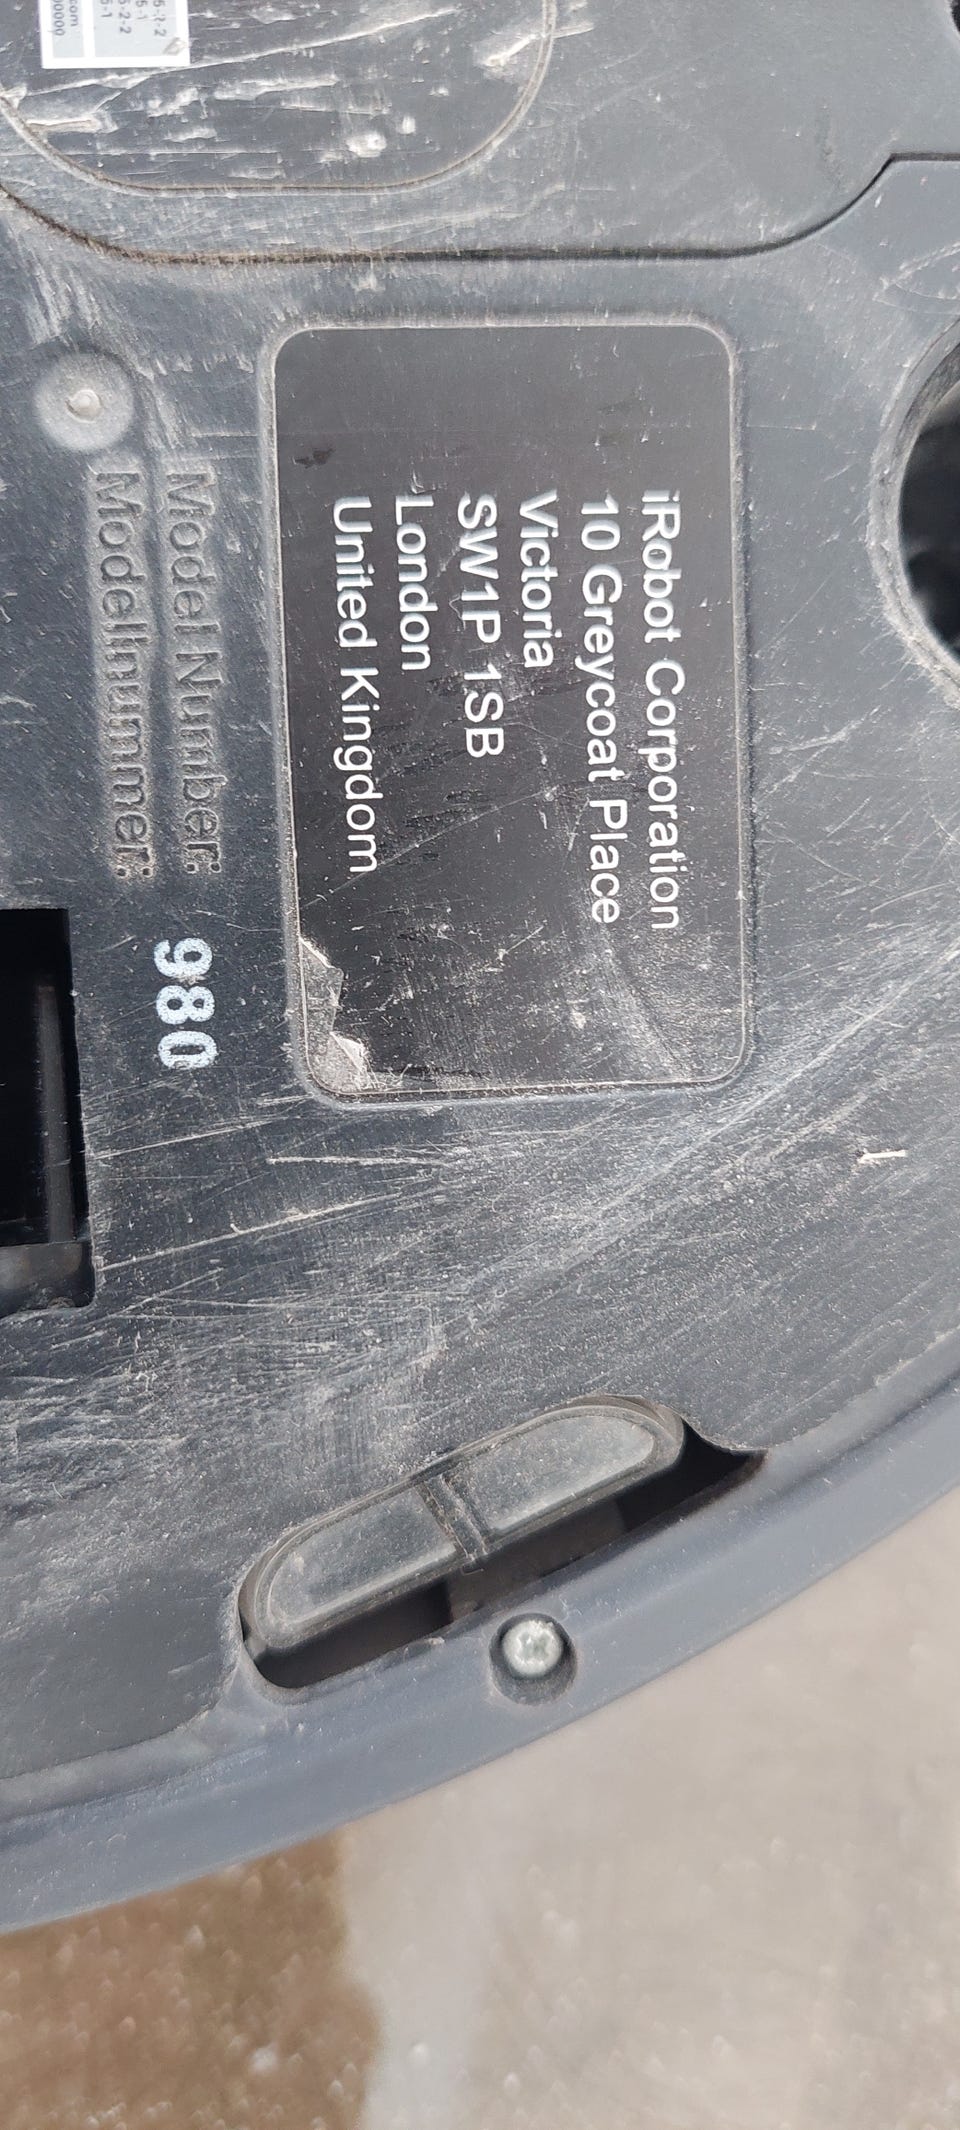 iRobot Corporation
10 Greycoat Place
Victoria
SW1P 1SB
London
United Kingdom
Model Number: 980
Modellnummer: